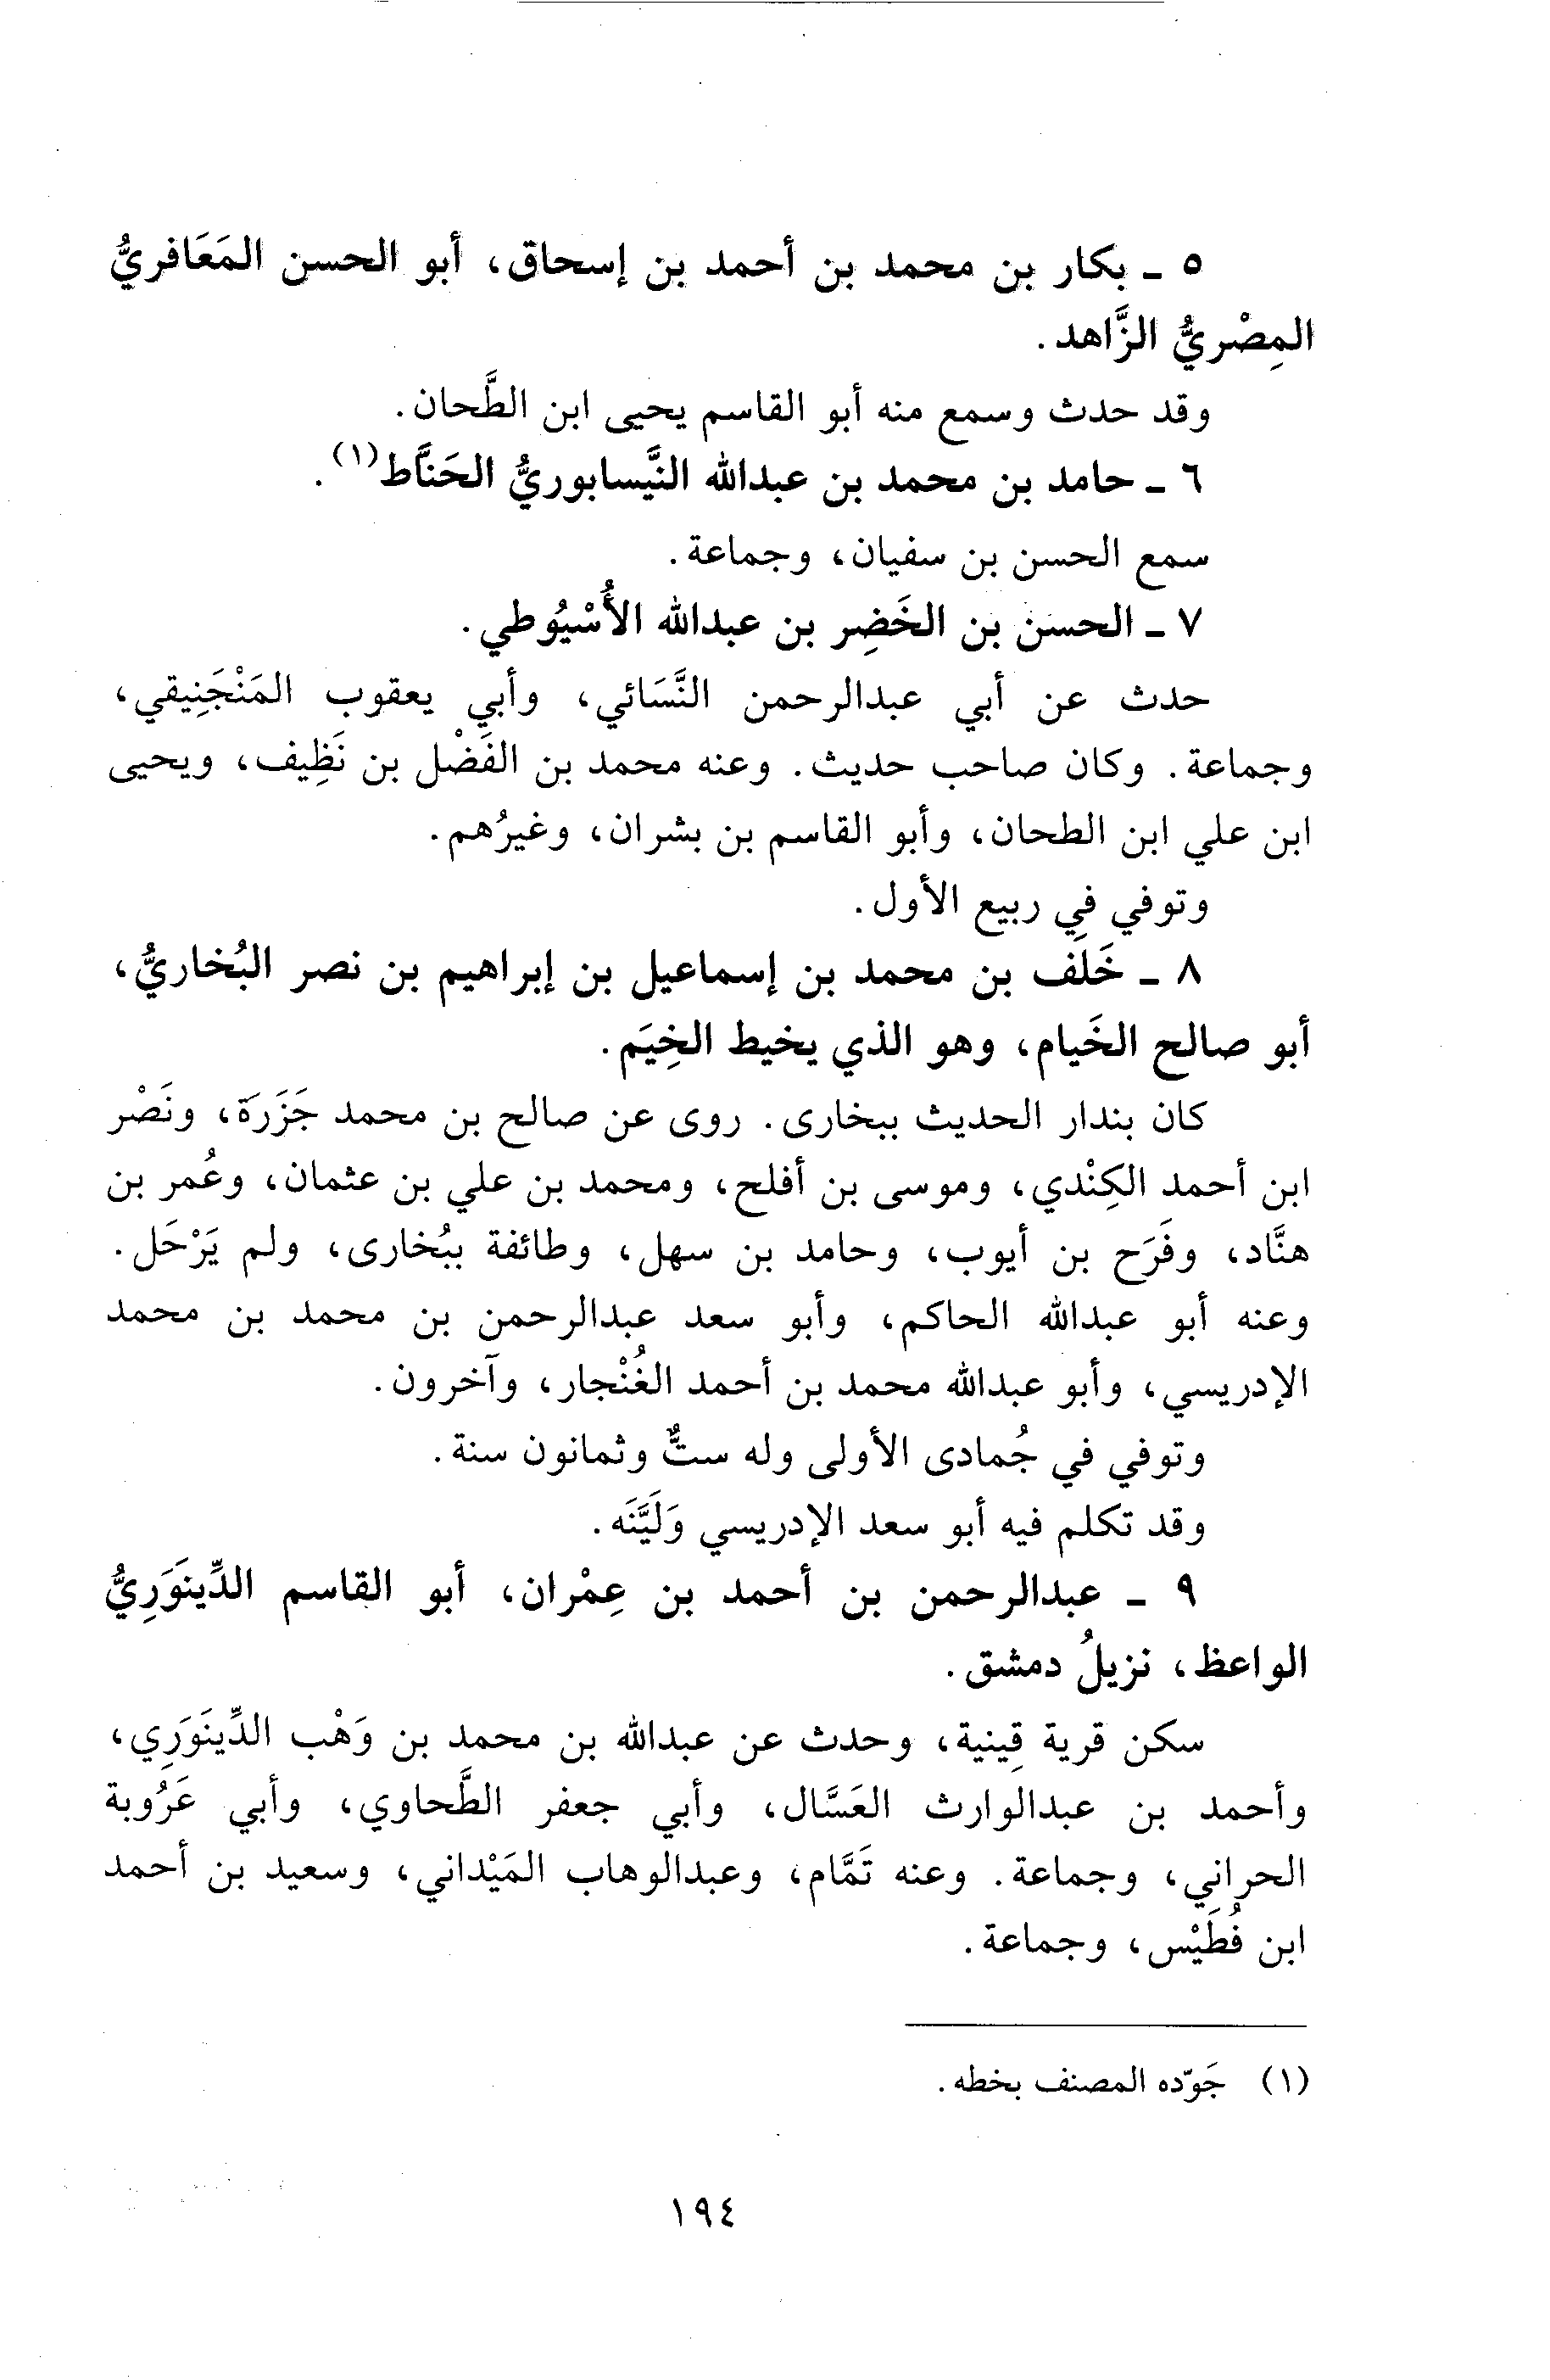 ٥ - بكار بن محمد بن أحمد بن إسحاق، أبو الحسن المَعَافريُّ
المِصْريُّ الزَّاهد.
وقد حدث وسمع منه أبو القاسم يحيى ابن الطَّحان.
٦ - حامد بن محمد بن عبدالله النَّيسابوريُّ الحَنَّاط(١).
سمع الحسن بن سفيان، وجماعة.
٧ - الحسن بن الخَضِر بن عبدالله الأُسْيُوطي.
حدث عن أبي عبدالرحمن النَّسَائي، وأبي يعقوب المَنْجَنِيقي،
وجماعة. وكان صاحب حديث. وعنه محمد بن الفَضْل بن نَظِيف، ويحيى
ابن علي ابن الطحان، وأبو القاسم بن بشران، وغيرُهم.
وتوفي في ربيع الأول.
٨ - خَلَف بن محمد بن إسماعيل بن إبراهيم بن نصر البُخاريُّ،
أبو صالح الخَيام، وهو الذي يخيط الخِيَم.
كان بندار الحديث ببخارى. روى عن صالح بن محمد جَزَرَة، ونَصْر
ابن أحمد الكِنْدي، وموسى بن أفلح، ومحمد بن علي بن عثمان، وعُمر بن
هنَّاد، وفَرَح بن أيوب، وحامد بن سهل، وطائفة ببُخارى، ولم يَرْحَل.
وعنه أبو عبدالله الحاكم، وأبو سعد عبدالرحمن بن محمد بن محمد
الإدريسي، وأبو عبدالله محمد بن أحمد الغُنْجار، وآخرون.
وتوفي في جُمادى الأولى وله ستٌّ وثمانون سنة.
وقد تكلم فيه أبو سعد الإدريسي وَلَيَّنَه.
٩ - عبدالرحمن بن أحمد بن عِمْران، أبو القاسم الدِّينَوَرِيُّ
الواعظ، نزيلُ دمشق.
سكن قرية قِينية، وحدث عن عبدالله بن محمد بن وَهْب الدِّينَوَرِي،
وأحمد بن عبدالوارث العَسَّال، وأبي جعفر الطَّحاوي، وأبي عَرُوبة
الحراني، وجماعة. وعنه تَمَّام، وعبدالوهاب المَيْداني، وسعيد بن أحمد
ابن فُطَيْس، وجماعة.
(١) جَوّده المصنف بخطه.
١٩٤